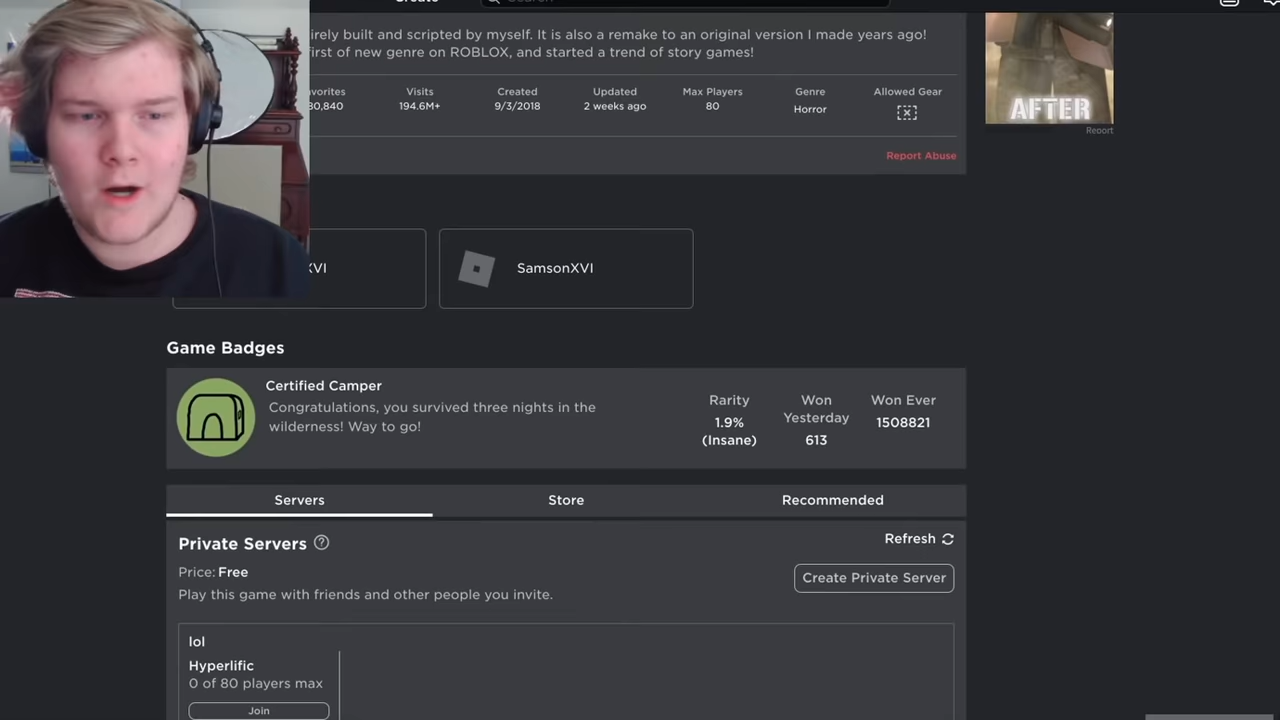 Create
Search
irely built and scripted by myself. It is also a remake to an original version I made years ago!
first of new genre on ROBLOX, and started a trend of story games!
avorites Visits Created Updated Max Players Genre Allowed Gear
30,840 194.6M+ 9/3/2018 2 weeks ago 80 Horror
Report Abuse
AFTER
Report
XVI
SamsonXVI
Game Badges
Certified Camper
Congratulations, you survived three nights in the
wilderness! Way to go!
Rarity
1.9%
(Insane)
Won
Yesterday
613
Won Ever
1508821
Servers Store Recommended
Private Servers
Refresh
Price: Free
Create Private Server
Play this game with friends and other people you invite.
lol
Hyperlific
0 of 80 players max
Join